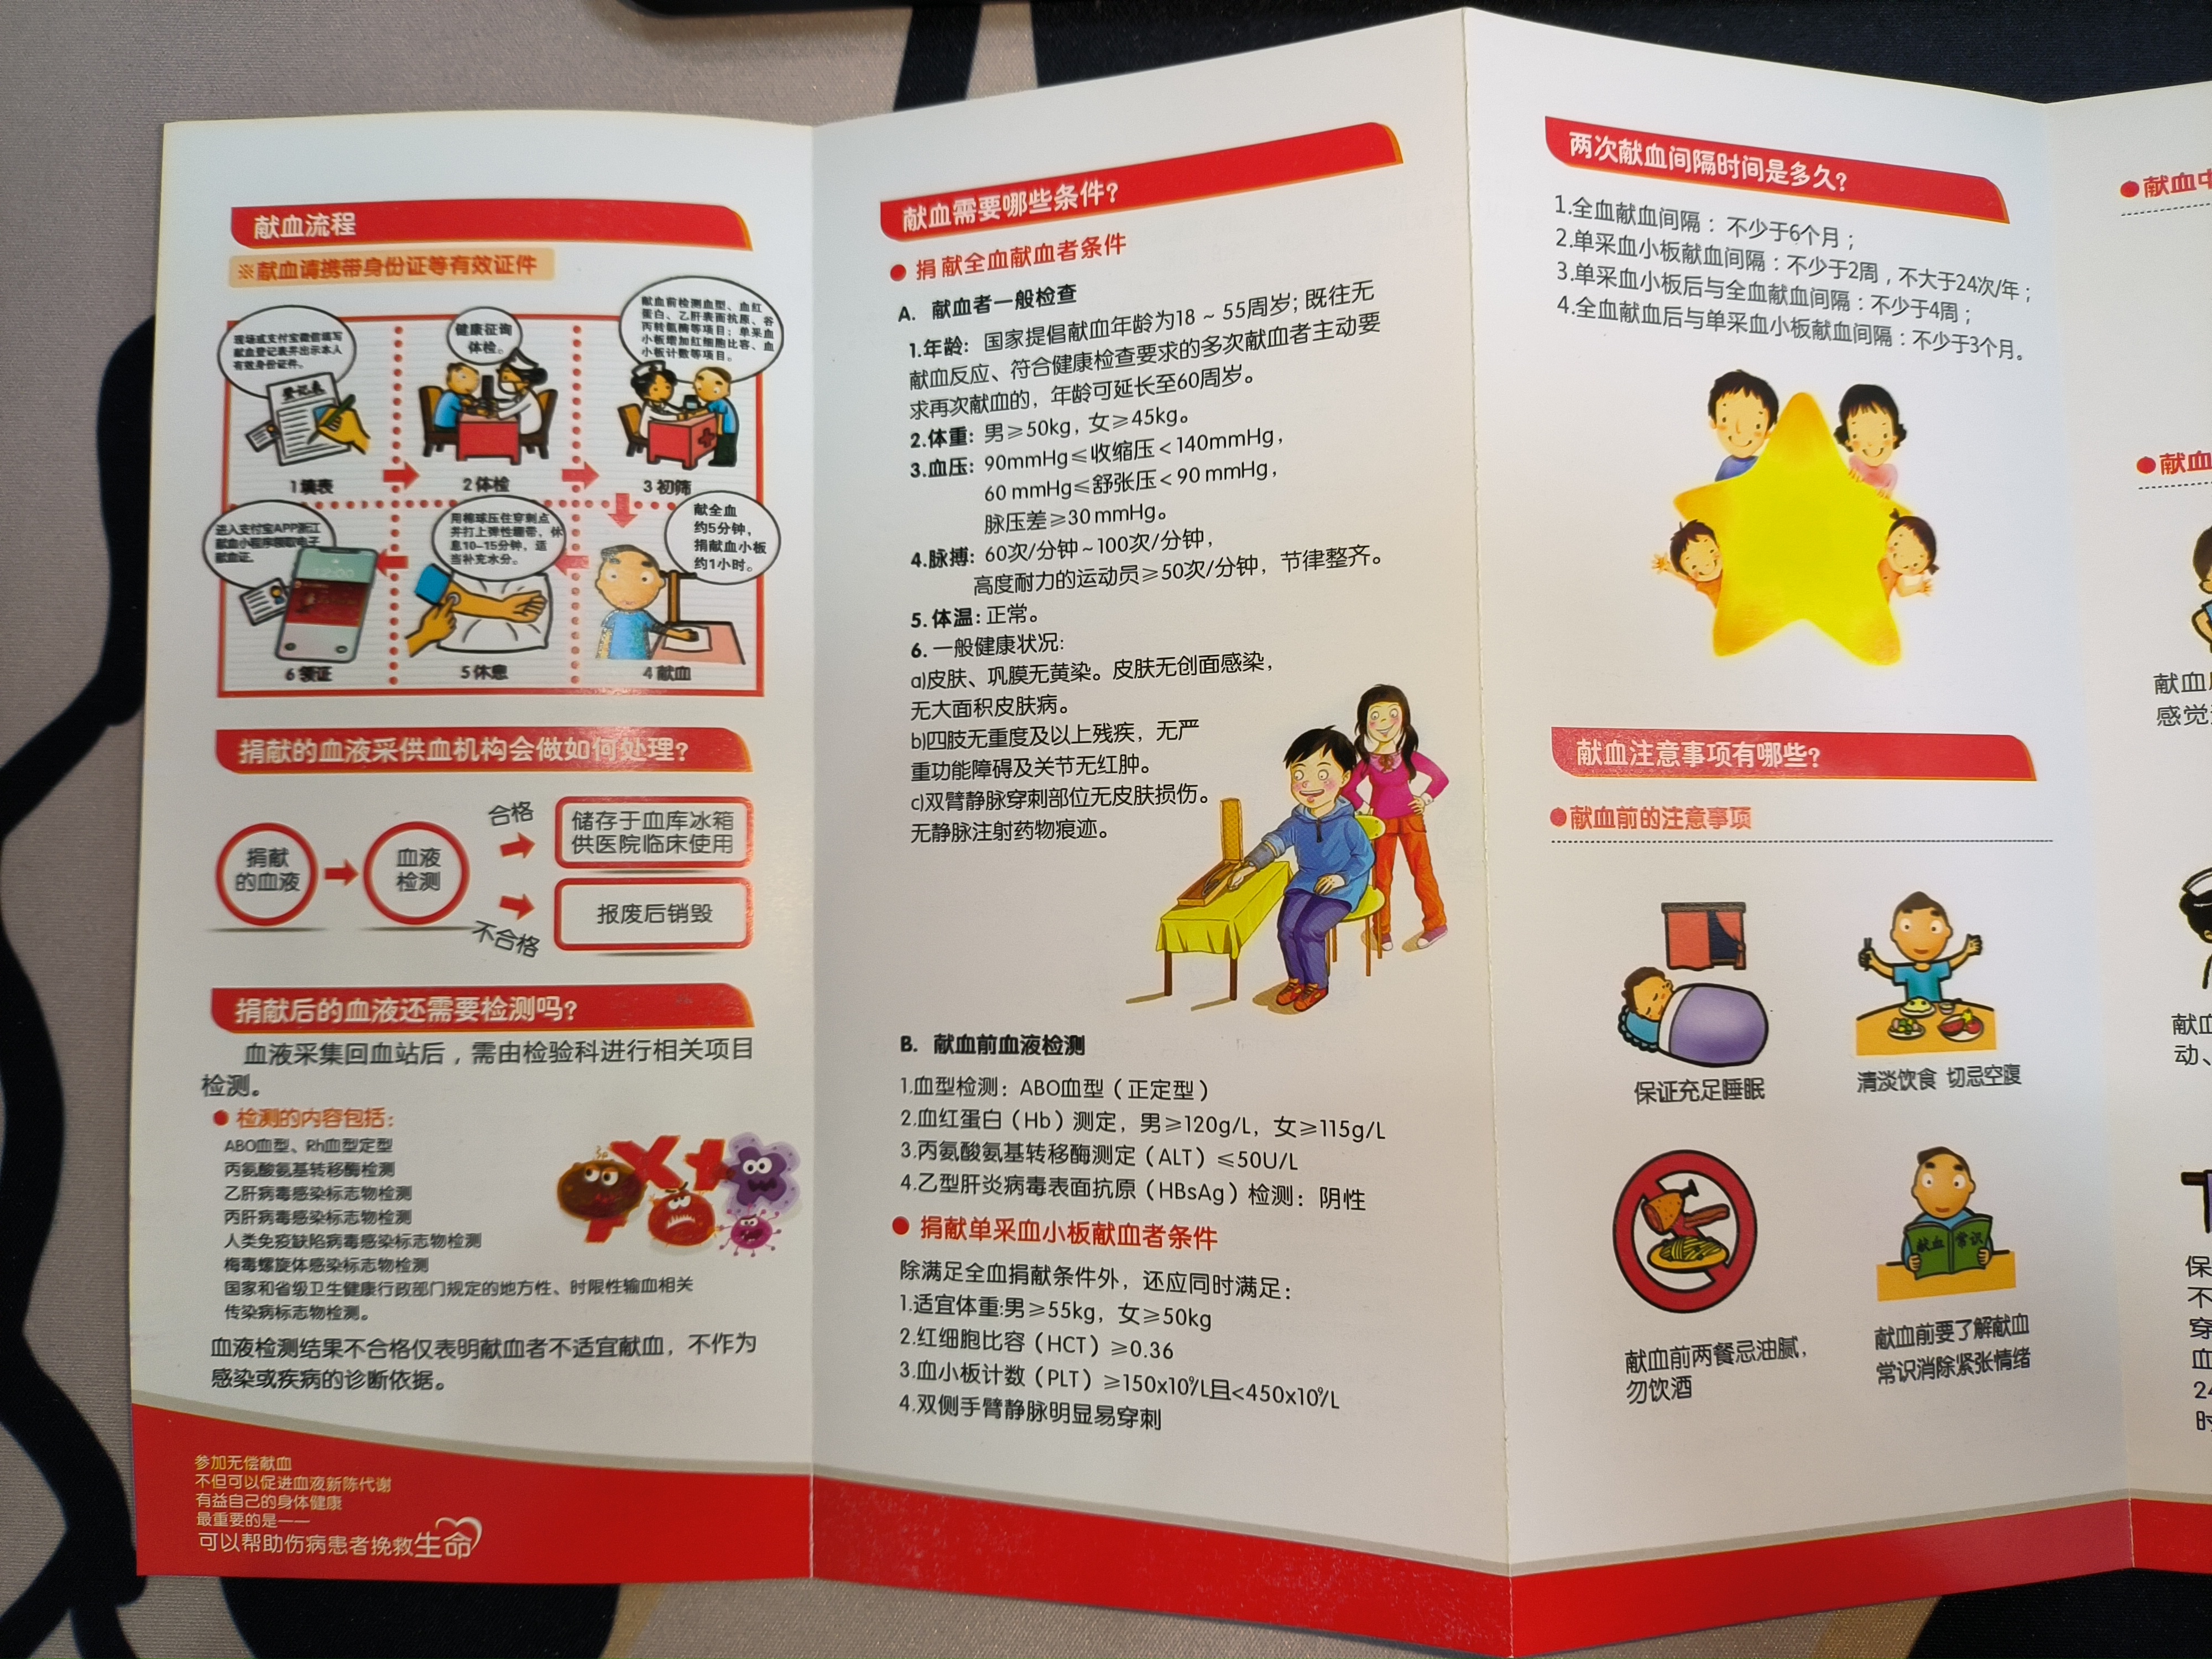 献血流程
※献血请携带身份证等有效证件
现场或支付宝微信填写
献血登记表并出示本人
有效身份证件。
登记表
1填表
健康征询
体检。
2体检
献血前检测血型、血红
蛋白、乙肝表面抗原、谷
丙转氨酶等项目；单采血
小板增加红细胞比容、血
小板计数等项目。
3 初筛
献全血
约5分钟，
捐献血小板
约1小时。
4 献血
用棉球压住穿刺点
并打上弹性绷带、休
息10-15分钟，适
当补充水分。
5休息
进入支付宝APP浙江
献血小程序领取电子
献血证。
12:00
6 领证
捐献的血液采供血机构会做如何处理?
捐献
的血液
血液
检测
合格
储存于血库冰箱
供医院临床使用
不合格
报废后销毁
捐献后的血液还需要检测吗?
血液采集回血站后，需由检验科进行相关项目
检测。
● 检测的内容包括:
ABO血型、Rh血型定型
丙氨酸氨基转移酶检测
乙肝病毒感染标志物检测
丙肝病毒感染标志物检测
人类免疫缺陷病毒感染标志物检测
梅毒螺旋体感染标志物检测
国家和省级卫生健康行政部门规定的地方性、时限性输血相关
传染病标志物检测。
血液检测结果不合格仅表明献血者不适宜献血，不作为
感染或疾病的诊断依据。
参加无偿献血
不但可以促进血液新陈代谢
有益自己的身体健康
最重要的是——
可以帮助伤病患者挽救生命
献血需要哪些条件?
● 捐献全血献血者条件
A. 献血者一般检查
1.年龄: 国家提倡献血年龄为18 ~ 55周岁; 既往无
献血反应、符合健康检查要求的多次献血者主动要
求再次献血的，年龄可延长至60周岁。
2.体重: 男≥50kg, 女≥45kg。
3.血压: 90mmHg≤收缩压<140mmHg,
60 mmHg≤舒张压<90 mmHg,
脉压差≥30 mmHg。
4.脉搏: 60次/分钟~100次/分钟,
高度耐力的运动员≥50次/分钟, 节律整齐。
5. 体温: 正常。
6. 一般健康状况:
a)皮肤、巩膜无黄染。皮肤无创面感染,
无大面积皮肤病。
b)四肢无重度及以上残疾, 无严
重功能障碍及关节无红肿。
c)双臂静脉穿刺部位无皮肤损伤。
无静脉注射药物痕迹。
B. 献血前血液检测
1.血型检测: ABO血型（正定型）
2.血红蛋白（Hb）测定, 男≥120g/L, 女≥115g/L
3.丙氨酸氨基转移酶测定（ALT）≤50U/L
4.乙型肝炎病毒表面抗原（HBsAg）检测: 阴性
● 捐献单采血小板献血者条件
除满足全血捐献条件外, 还应同时满足:
1.适宜体重:男≥55kg, 女≥50kg
2.红细胞比容（HCT）≥0.36
3.血小板计数（PLT）≥150x10⁹/L且<450x10⁹/L
4.双侧手臂静脉明显易穿刺
两次献血间隔时间是多久?
1.全血献血间隔：不少于6个月；
2.单采血小板献血间隔：不少于2周，不大于24次/年；
3.单采血小板后与全血献血间隔：不少于4周；
4.全血献血后与单采血小板献血间隔：不少于3个月。
献血注意事项有哪些?
●献血前的注意事项
保证充足睡眠
清淡饮食 切忌空腹
献血前两餐忌油腻,
勿饮酒
献血 常识
献血前要了解献血
常识消除紧张情绪
●献血中
●献血
献血
感觉
献血
动、
保
不
穿
血
24
时